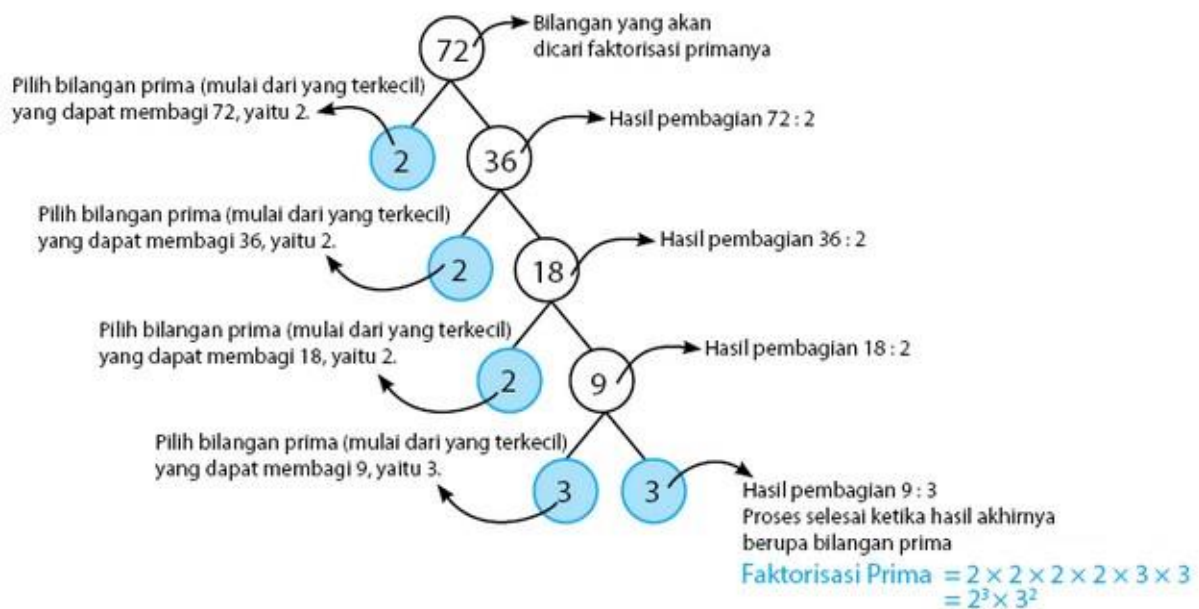 72
Bilangan yang akan
dicari faktorisasi primanya
Pilih bilangan prima (mulai dari yang terkecil)
yang dapat membagi 72, yaitu 2.
2
36
Hasil pembagian 72 : 2
Pilih bilangan prima (mulai dari yang terkecil)
yang dapat membagi 36, yaitu 2.
2
18
Hasil pembagian 36 : 2
Pilih bilangan prima (mulai dari yang terkecil)
yang dapat membagi 18, yaitu 2.
2
9
Hasil pembagian 18 : 2
Pilih bilangan prima (mulai dari yang terkecil)
yang dapat membagi 9, yaitu 3.
3
3
Hasil pembagian 9 : 3
Proses selesai ketika hasil akhirnya
berupa bilangan prima
Faktorisasi Prima = 2 × 2 × 2 × 2 × 3 × 3
= 2³ × 3²